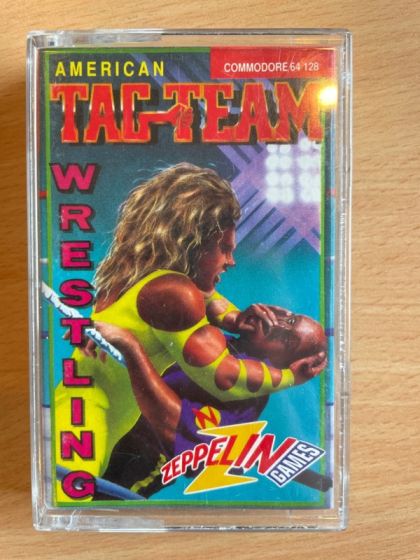 AMERICAN
COMMODORE 64 128
TAG-TEAM
WRESTLING
N
ZEPPELIN
GAMES